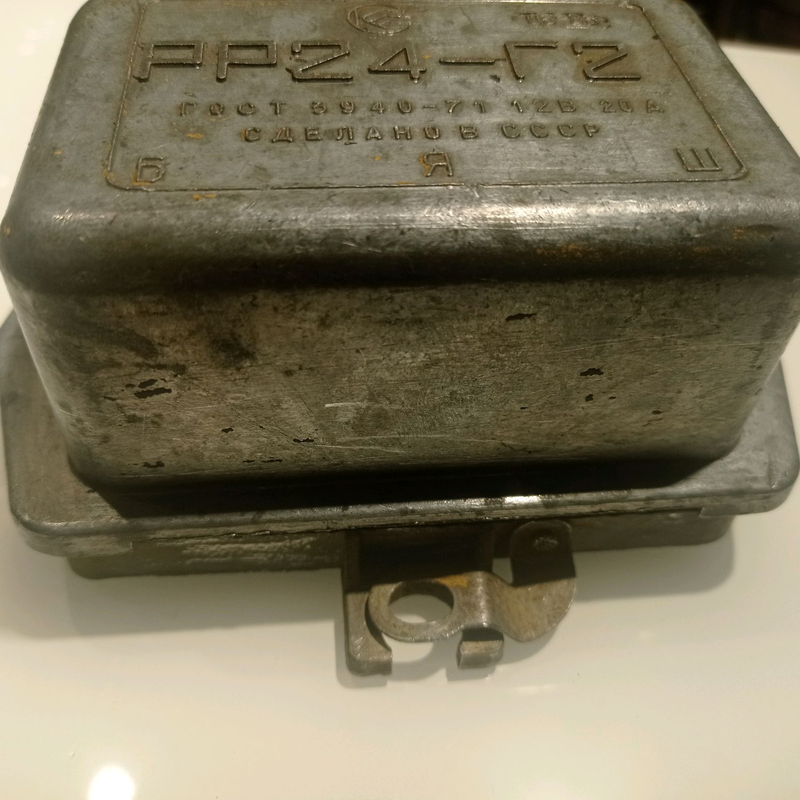 РР24-Г2
ГОСТ 3940-71 12В 20А
СДЕЛАНО В СССР
Б Я Ш